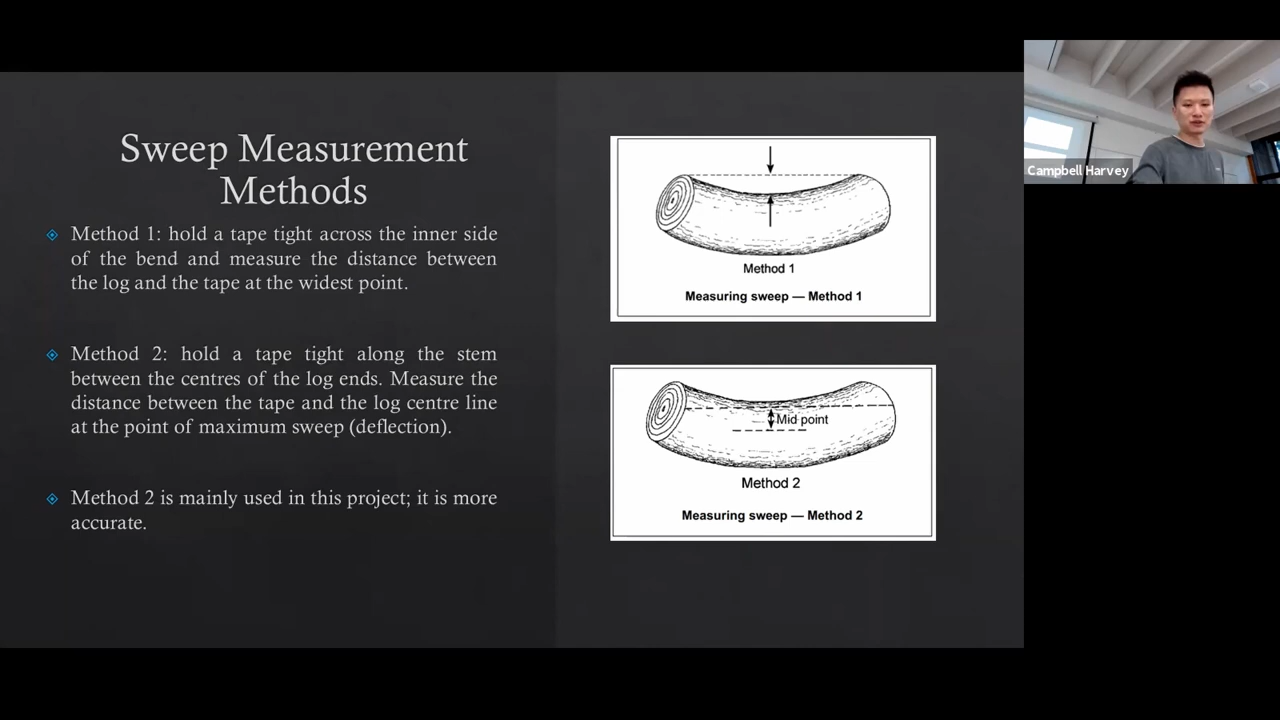 Sweep Measurement
Methods
Method 1: hold a tape tight across the inner side
of the bend and measure the distance between
the log and the tape at the widest point.
Method 2: hold a tape tight along the stem
between the centres of the log ends. Measure the
distance between the tape and the log centre line
at the point of maximum sweep (deflection).
Method 2 is mainly used in this project; it is more
accurate.
Method 1
Measuring sweep — Method 1
Mid point
Method 2
Measuring sweep — Method 2
Campbell Harvey